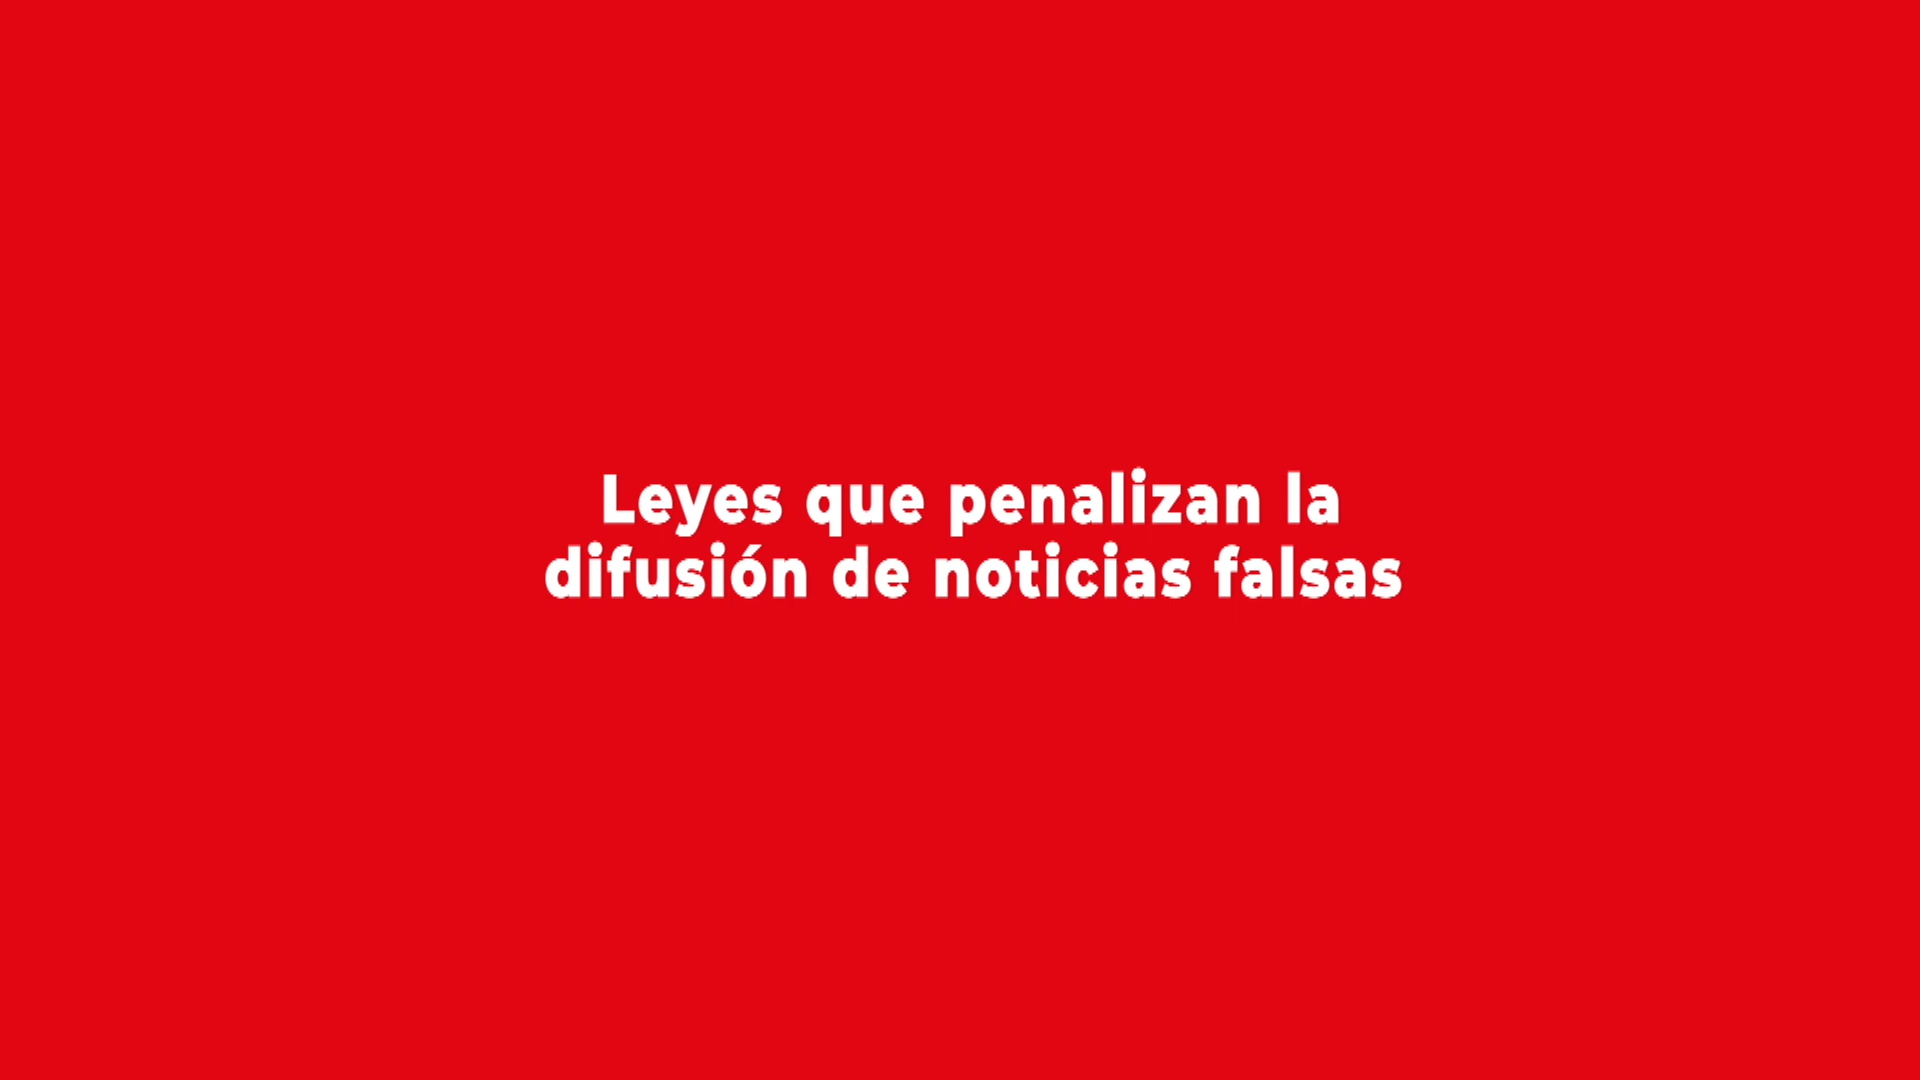 Leyes que penalizan la
difusión de noticias falsas